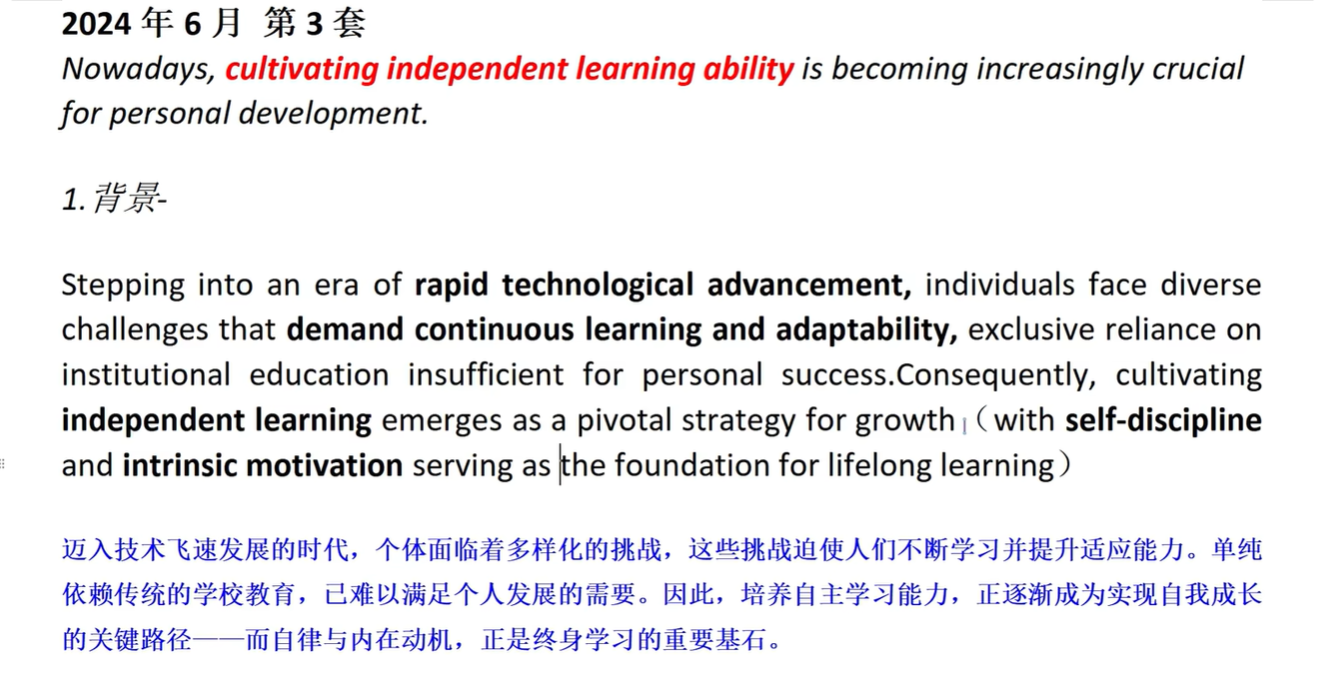 2024 年 6 月 第 3 套
Nowadays, cultivating independent learning ability is becoming increasingly crucial
for personal development.
1. 背景-
Stepping into an era of rapid technological advancement, individuals face diverse
challenges that demand continuous learning and adaptability, exclusive reliance on
institutional education insufficient for personal success.Consequently, cultivating
independent learning emerges as a pivotal strategy for growth（with self-discipline
and intrinsic motivation serving as the foundation for lifelong learning）
迈入技术飞速发展的时代，个体面临着多样化的挑战，这些挑战迫使人们不断学习并提升适应能力。单纯
依赖传统的学校教育，已难以满足个人发展的需要。因此，培养自主学习能力，正逐渐成为实现自我成长
的关键路径——而自律与内在动机，正是终身学习的重要基石。